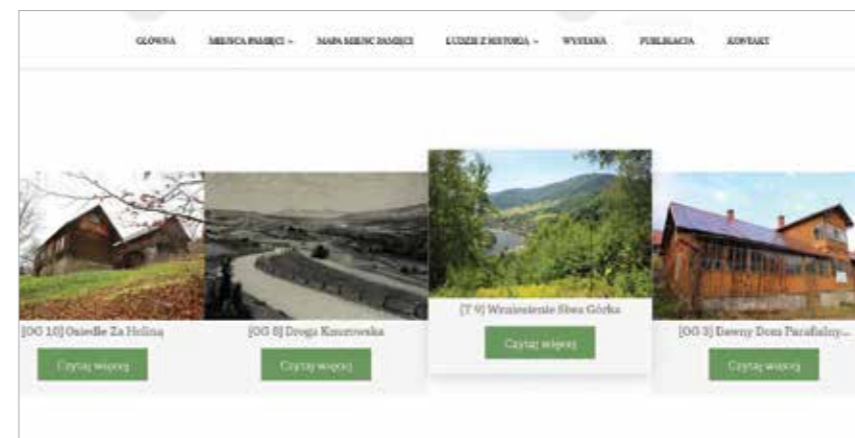 GŁÓWNA MIEJSCA PAMIĘCI MAPA MIEJSC PAMIĘCI LUDZIE Z HISTORIĄ WYSTAWA PUBLIKACJA KONTAKT
[OG 10] Osiedle Za Holiną
[OG 8] Droga Knurowska
[T 9] Wzniesienie Górka
[OG 3] Dawny Dom Parafialny...
Czytaj więcej
Czytaj więcej
Czytaj więcej
Czytaj więcej